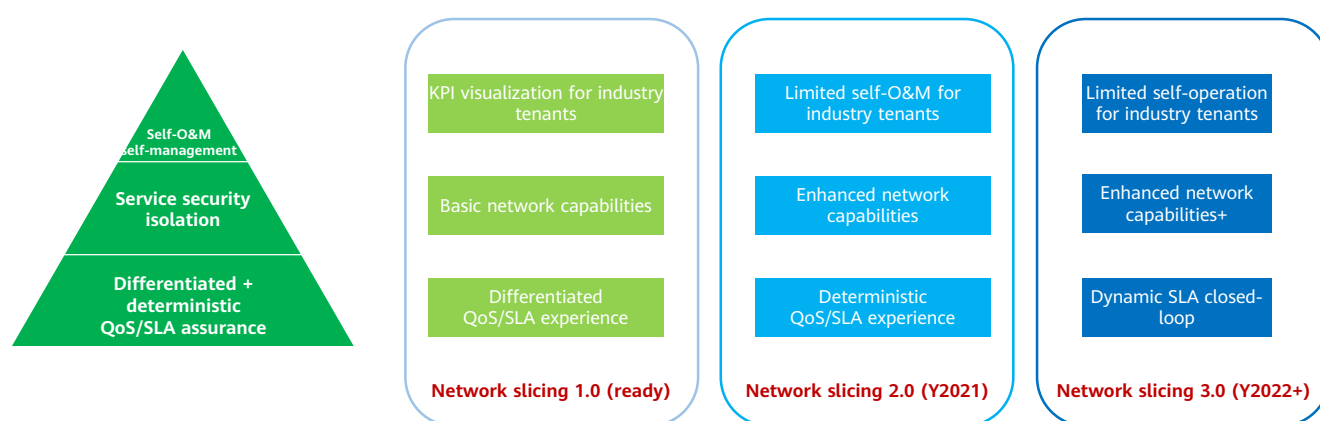 Self-O&M
self-management
Service security
isolation
Differentiated +
deterministic
QoS/SLA assurance
KPI visualization for industry
tenants
Basic network capabilities
Differentiated
QoS/SLA experience
Network slicing 1.0 (ready)
Limited self-O&M for
industry tenants
Enhanced network
capabilities
Deterministic
QoS/SLA experience
Network slicing 2.0 (Y2021)
Limited self-operation
for industry tenants
Enhanced network
capabilities+
Dynamic SLA closed-
loop
Network slicing 3.0 (Y2022+)